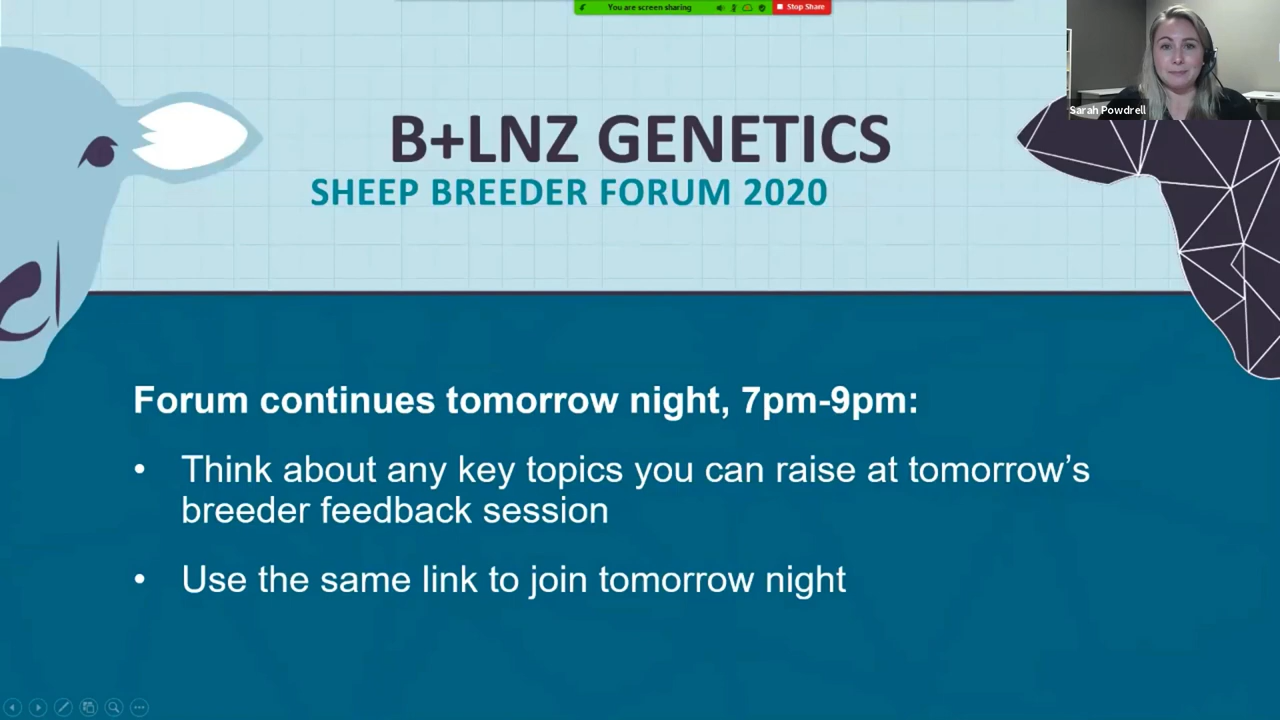 You are screen sharing
Stop Share
Sarah Powdrell
B+LNZ GENETICS
SHEEP BREEDER FORUM 2020
Forum continues tomorrow night, 7pm-9pm:
• Think about any key topics you can raise at tomorrow’s
breeder feedback session
• Use the same link to join tomorrow night